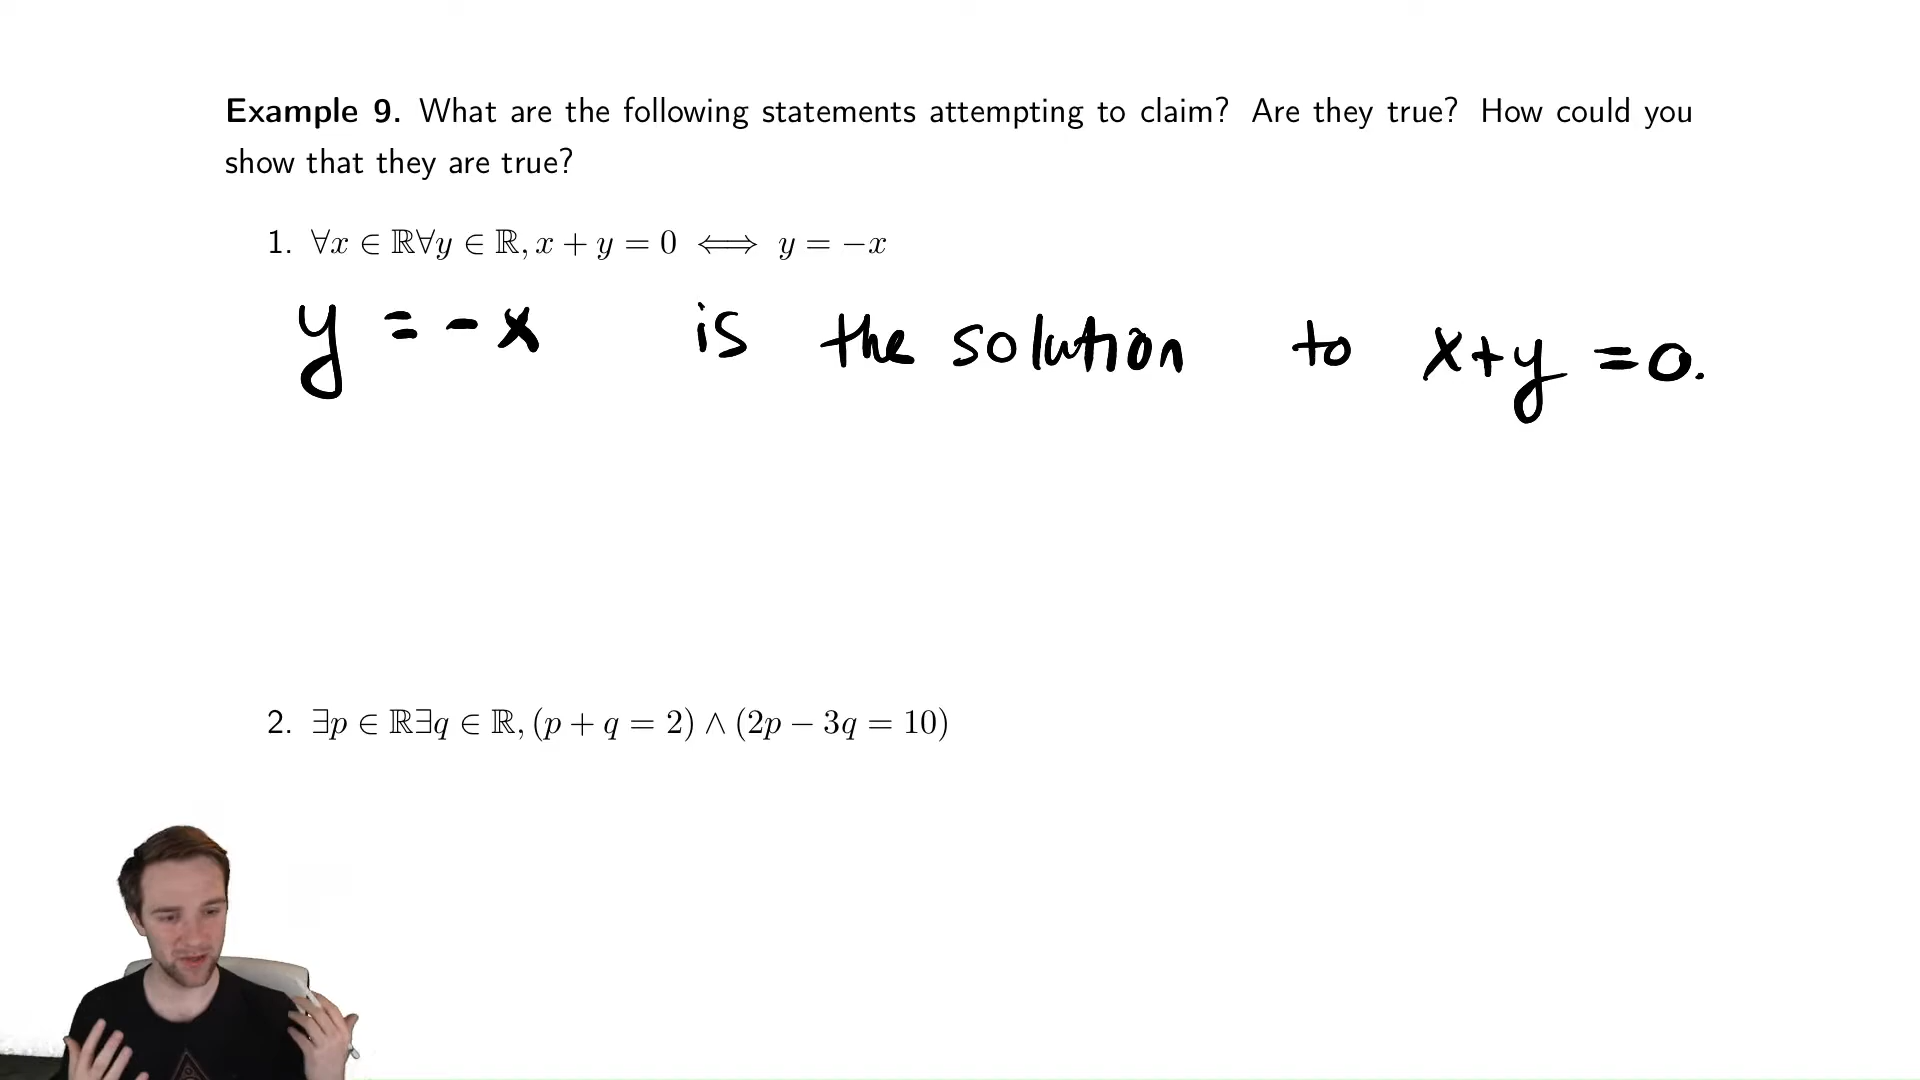 Example 9. What are the following statements attempting to claim? Are they true? How could you
show that they are true?
1. ∀x ∈ ℝ∀y ∈ ℝ, x + y = 0 ⟺ y = −x
y = -x is the solution to x+y =0.
2. ∃p ∈ ℝ∃q ∈ ℝ, (p + q = 2) ∧ (2p − 3q = 10)